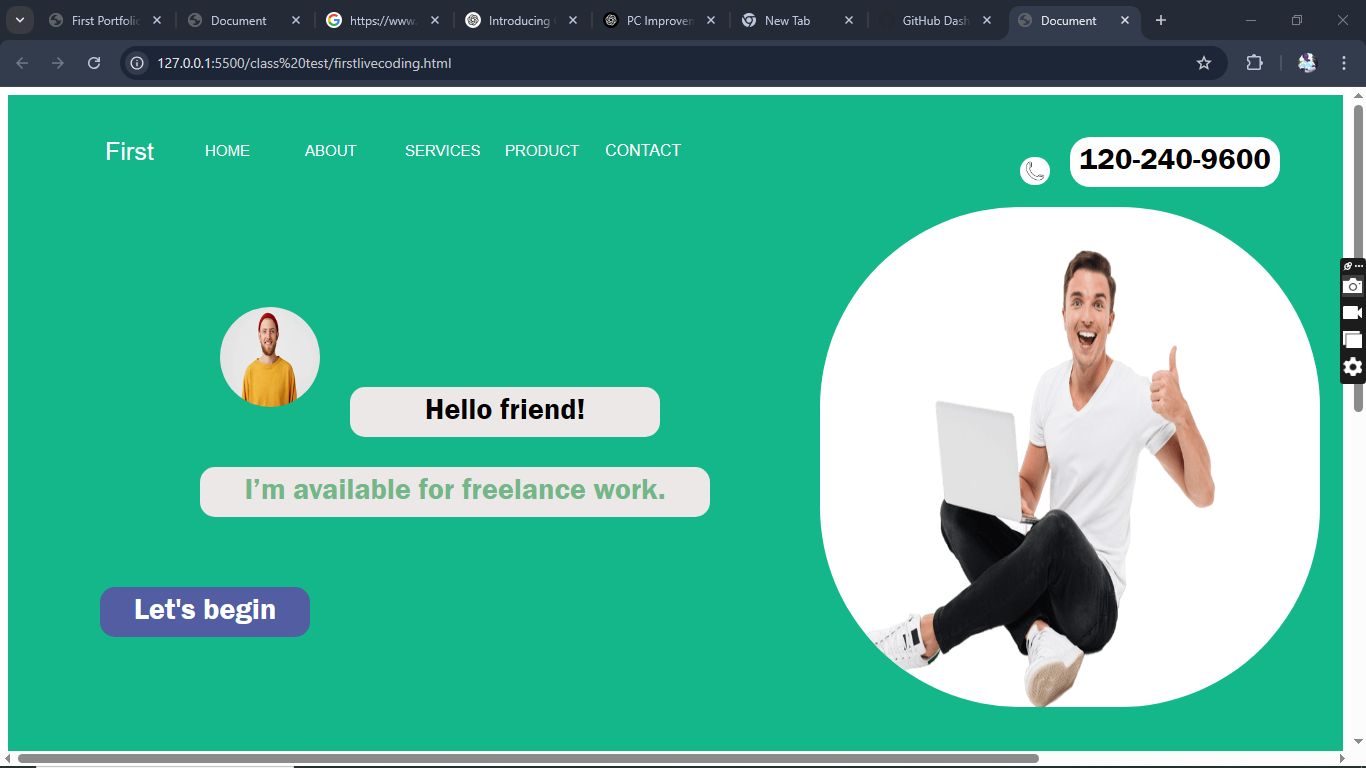 First Portfolio
Document
https://www.
Introducing
PC Improven
New Tab
GitHub Dash
Document
127.0.0.1:5500/class%20test/firstlivecoding.html
First
HOME
ABOUT
SERVICES
PRODUCT
CONTACT
120-240-9600
Hello friend!
I’m available for freelance work.
Let's begin